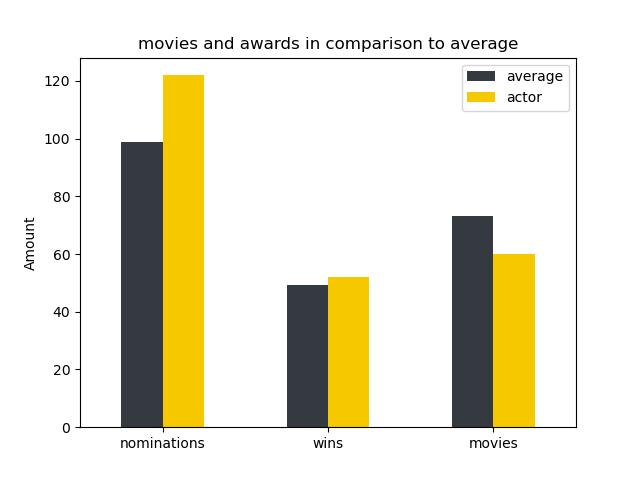 movies and awards in comparison to average
average
actor
Amount
120
100
80
60
40
20
0
nominations
wins
movies